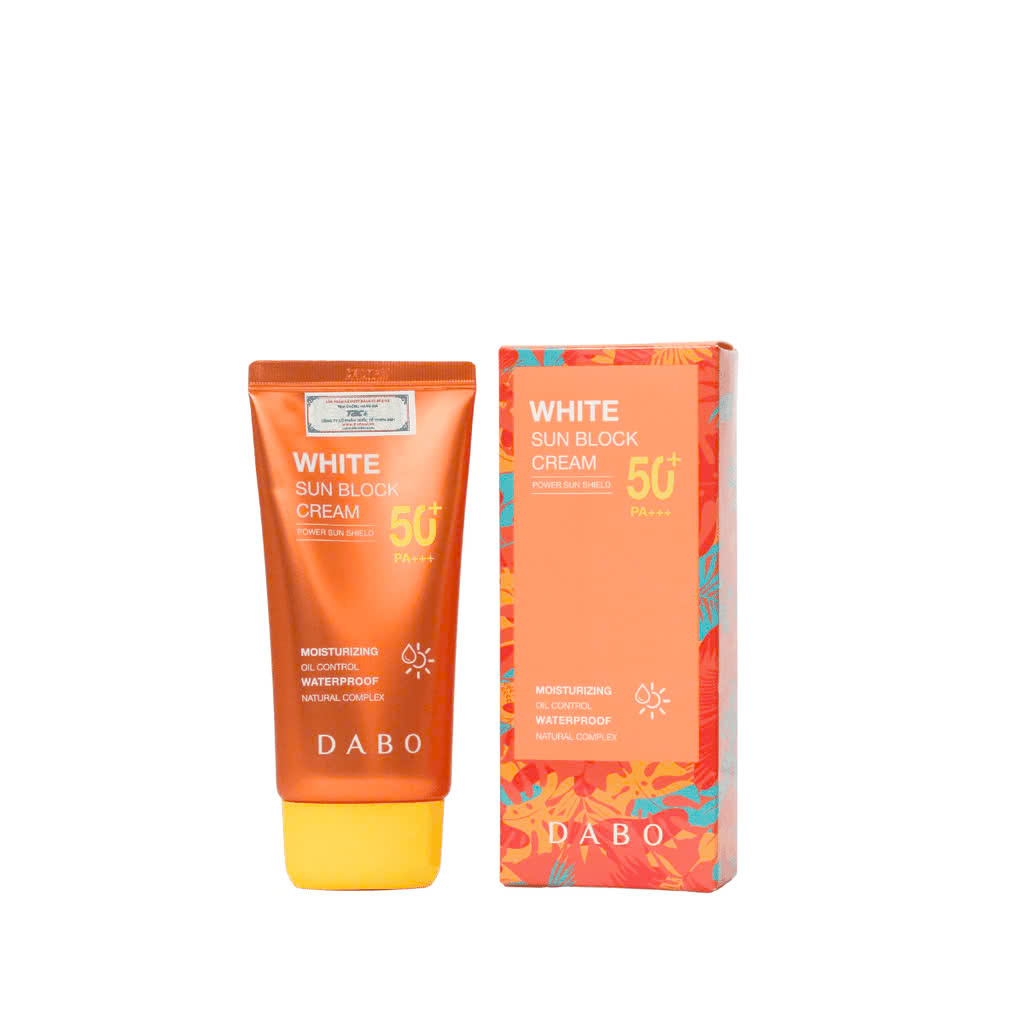 WHITE
SUN BLOCK
CREAM
POWER SUN SHIELD
50+
PA+++
MOISTURIZING
OIL CONTROL
WATERPROOF
NATURAL COMPLEX
DABO
WHITE
SUN BLOCK
CREAM
POWER SUN SHIELD
50+
PA+++
MOISTURIZING
OIL CONTROL
WATERPROOF
NATURAL COMPLEX
DABO